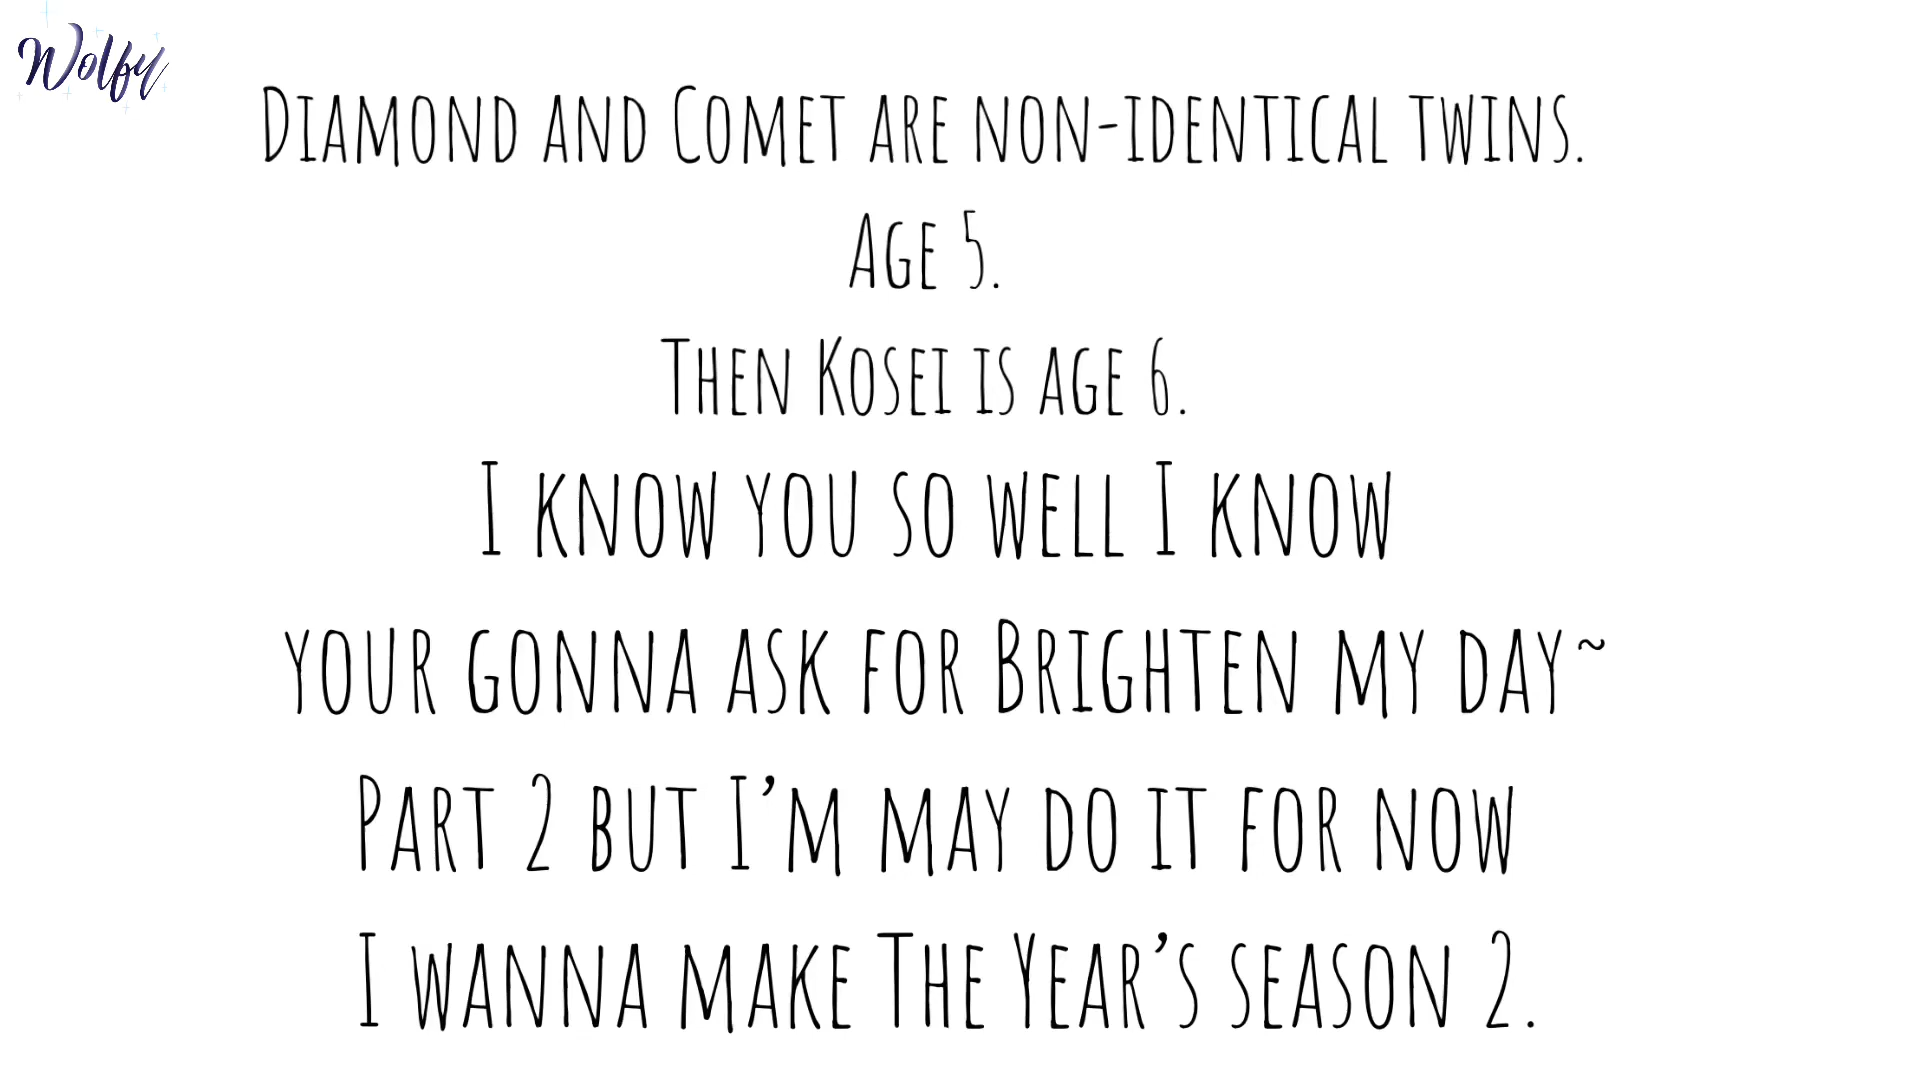 Wolfy
Diamond and Comet are non-identical twins.
Age 5.
Then Kosei is age 6.
I know you so well I know
your gonna ask for Brighten my day~
Part 2 but I’m may do it for now
I wanna make The Year’s season 2.